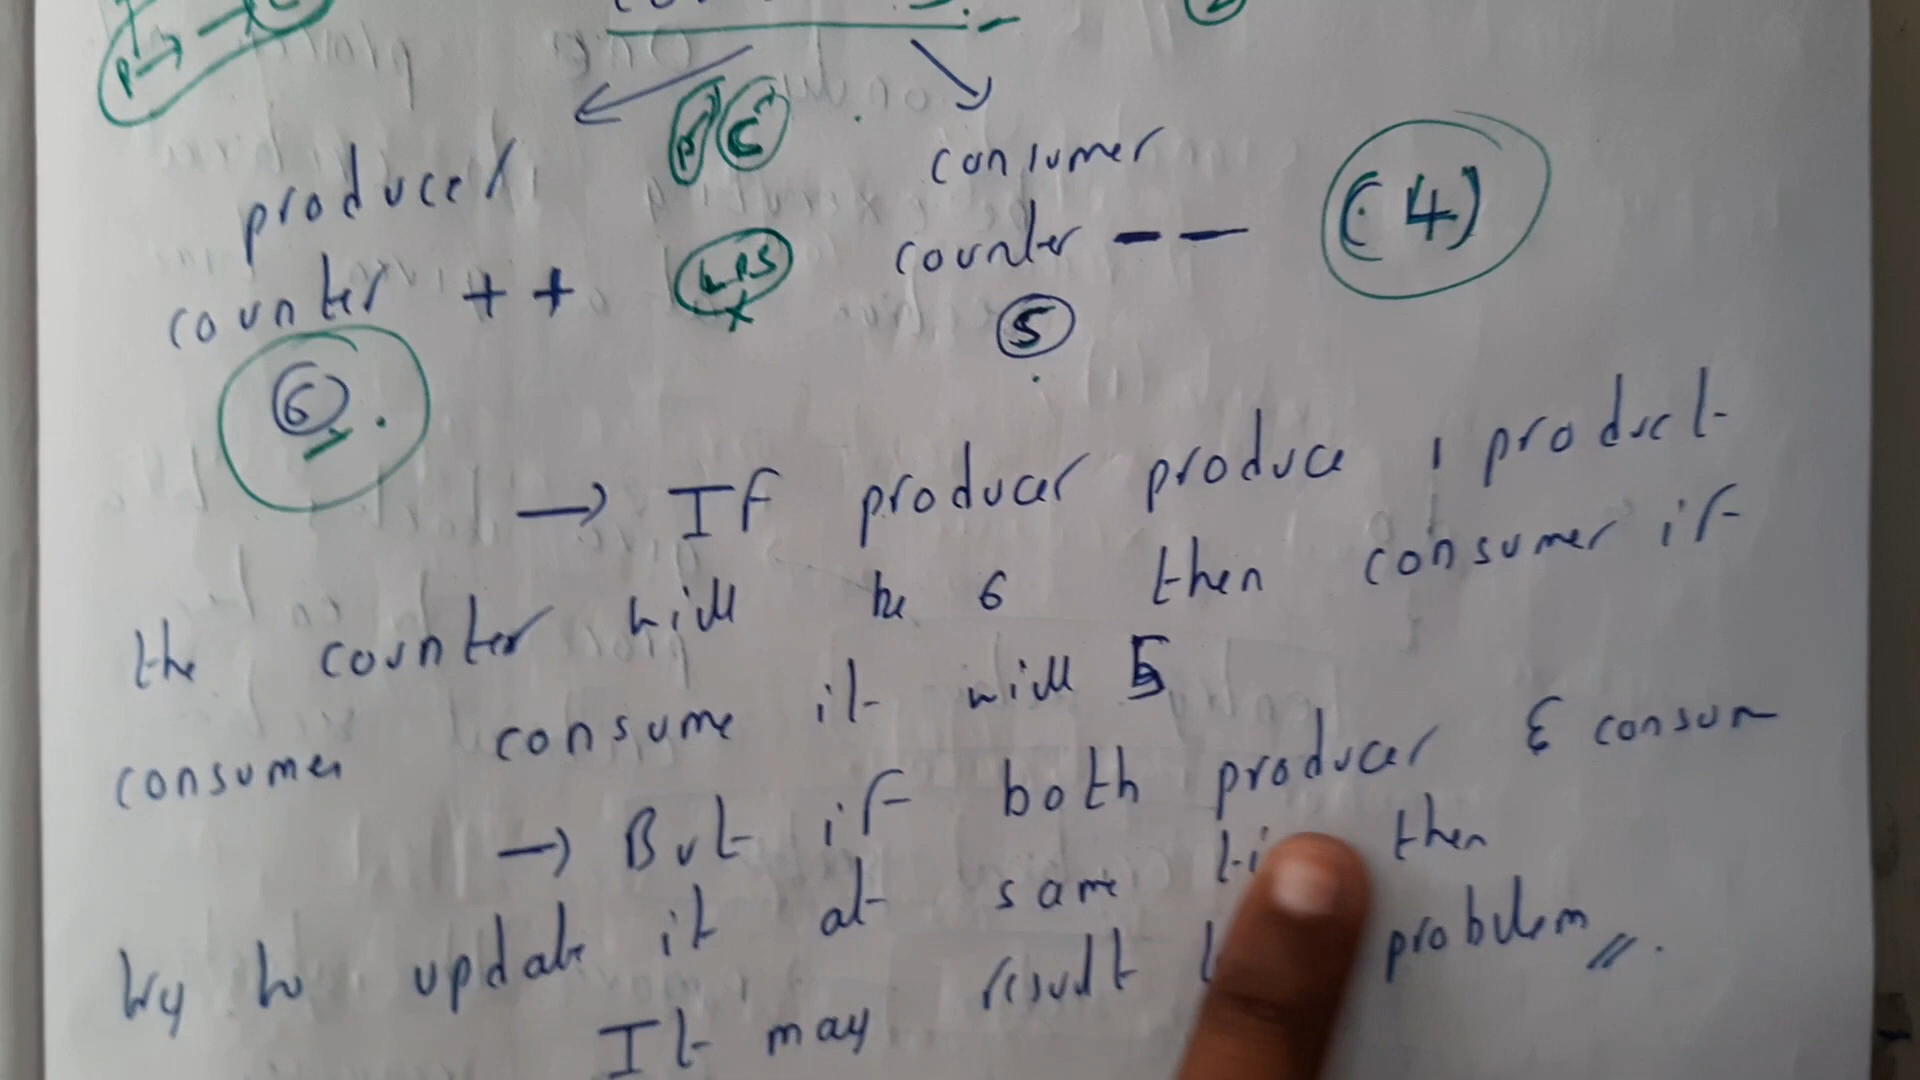 P→
P C
producer consumer
counter ++ counter -- (4)
6 5
→ IF producer produce 1 product
the counter will be 6 then consumer if
consumer consume it will 5
→ But if both producer & consum
try to update it at same then
It may result problem